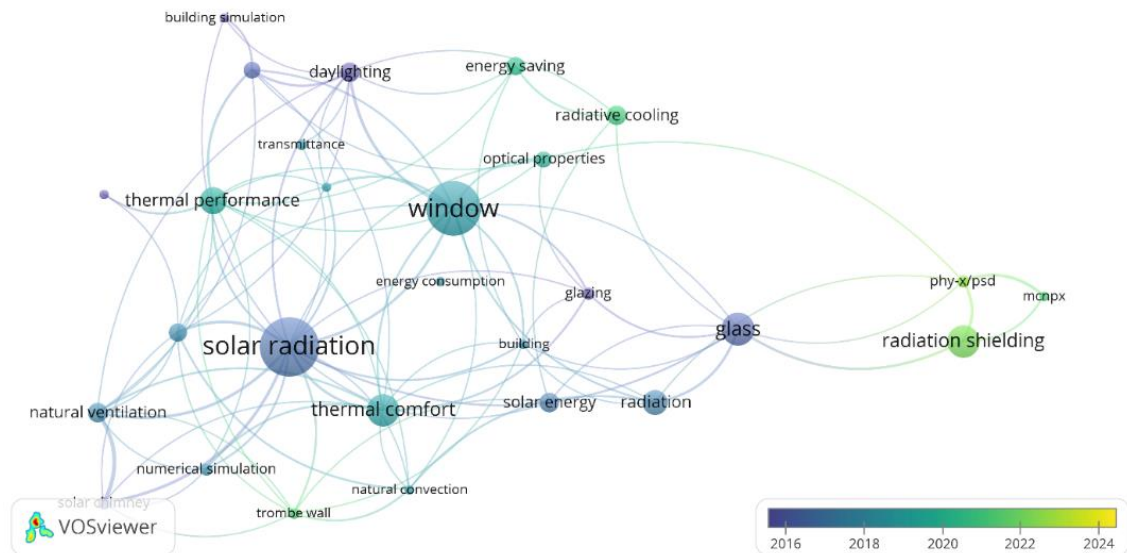 building simulation
daylighting
energy saving
radiative cooling
transmittance
optical properties
thermal performance
window
energy consumption
glazing
phy-x/psd
mcnpx
glass
radiation shielding
solar radiation
building
thermal comfort
solar energy
radiation
natural ventilation
numerical simulation
natural convection
solar chimney
trombe wall
VOSviewer
2016
2018
2020
2022
2024